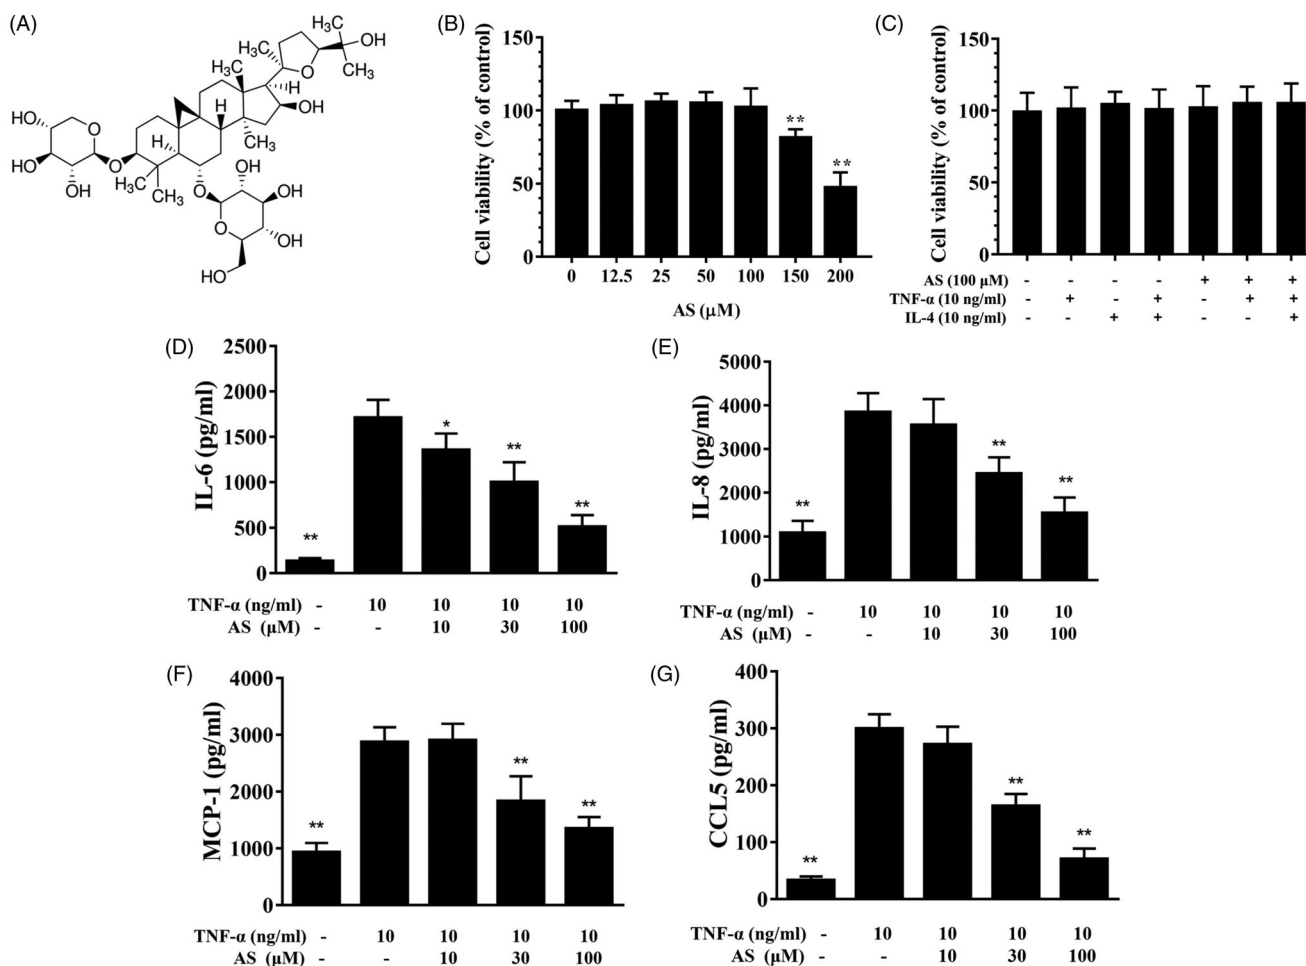 (A)
H₃C
CH₃
OH
CH₃
CH₃
O
H₃C
H
OH
H
CH₃
H
HO
O
HO
O
OH
OH
H₃C
CH₃
O
OH
OH
O
OH
HO
(B)
Cell viability (% of control)
150
100
50
0
**
**
0 12.5 25 50 100 150 200
AS (μM)
(C)
Cell viability (% of control)
150
100
50
0
AS (100 μM) - - - - + + +
TNF-α (10 ng/ml) - + - + - + +
IL-4 (10 ng/ml) - - + + - - +
(D)
IL-6 (pg/ml)
2500
2000
1500
1000
500
0
** * ** **
TNF-α (ng/ml) - 10 10 10 10
AS (μM) - - 10 30 100
(E)
IL-8 (pg/ml)
5000
4000
3000
2000
1000
0
** ** **
TNF-α (ng/ml) - 10 10 10 10
AS (μM) - - 10 30 100
(F)
MCP-1 (pg/ml)
4000
3000
2000
1000
0
** ** **
TNF-α (ng/ml) - 10 10 10 10
AS (μM) - - 10 30 100
(G)
CCL5 (pg/ml)
400
300
200
100
0
** ** **
TNF-α (ng/ml) - 10 10 10 10
AS (μM) - - 10 30 100